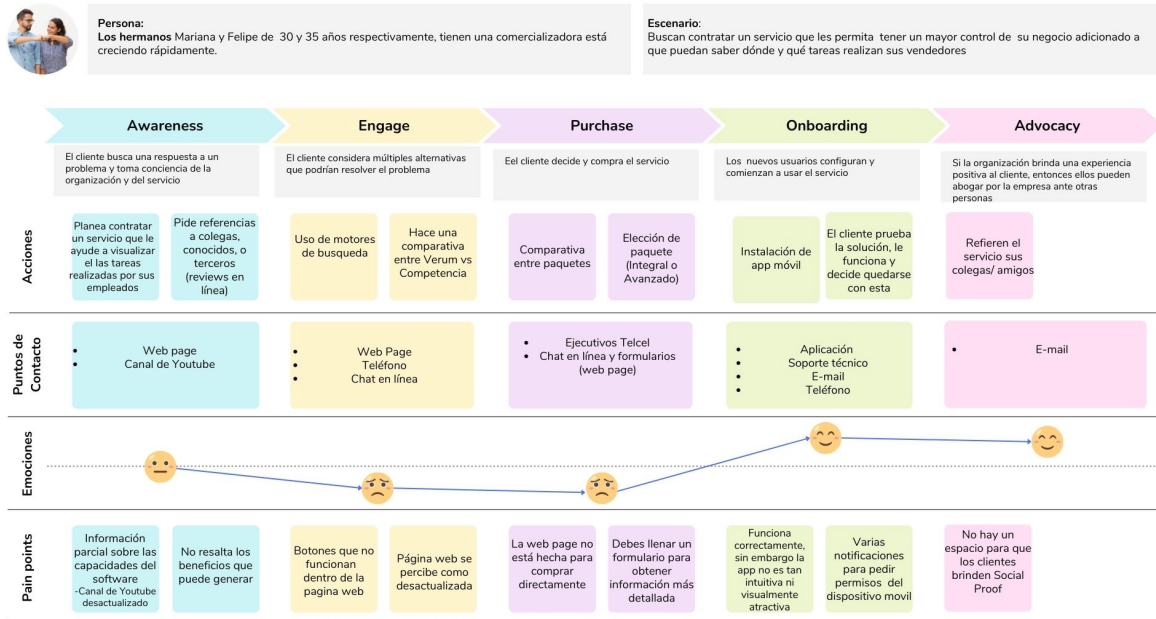 Persona:
Los hermanos Mariana y Felipe de 30 y 35 años respectivamente, tienen una comercializadora está
creciendo rápidamente.
Escenario:
Buscan contratar un servicio que les permita tener un mayor control de su negocio adicionado a
que puedan saber dónde y qué tareas realizan sus vendedores
Awareness
Engage
Purchase
Onboarding
Advocacy
El cliente busca una respuesta a un
problema y toma conciencia de la
organización y del servicio
El cliente considera múltiples alternativas
que podrían resolver el problema
Eel cliente decide y compra el servicio
Los nuevos usuarios configuran y
comienzan a usar el servicio
Si la organización brinda una experiencia
positiva al cliente, entonces ellos pueden
abogar por la empresa ante otras
personas
Acciones
Planea contratar
un servicio que le
ayude a visualizar
el las tareas
realizadas por sus
empleados
Pide referencias
a colegas,
conocidos, o
terceros
(reviews en
línea)
Uso de motores
de busqueda
Hace una
comparativa
entre Verum vs
Competencia
Comparativa
entre paquetes
Elección de
paquete
(Integral o
Avanzado)
Instalación de
app móvil
El cliente prueba
la solución, le
funciona y
decide quedarse
con esta
Refieren el
servicio sus
colegas/ amigos
Puntos de
Contacto
• Web page
• Canal de Youtube
• Web Page
• Teléfono
• Chat en línea
• Ejecutivos Telcel
• Chat en línea y formularios
(web page)
• Aplicación
• Soporte técnico
• E-mail
• Teléfono
• E-mail
Emociones
Pain points
Información
parcial sobre las
capacidades del
software
-Canal de Youtube
desactualizado
No resalta los
beneficios que
puede generar
Botones que no
funcionan
dentro de la
pagina web
Página web se
percibe como
desactualizada
La web page no
está hecha para
comprar
directamente
Debes llenar un
formulario para
obtener
información más
detallada
Funciona
correctamente,
sin embargo la
app no es tan
intuitiva ni
visualmente
atractiva
Varias
notificaciones
para pedir
permisos del
dispositivo movil
No hay un
espacio para que
los clientes
brinden Social
Proof